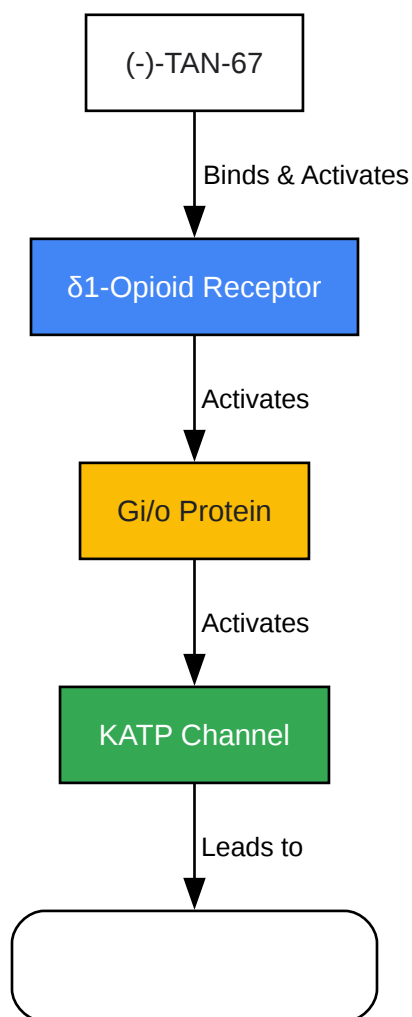 (-)-TAN-67
Binds & Activates
δ1-Opioid Receptor
Activates
Gi/o Protein
Activates
KATP Channel
Leads to